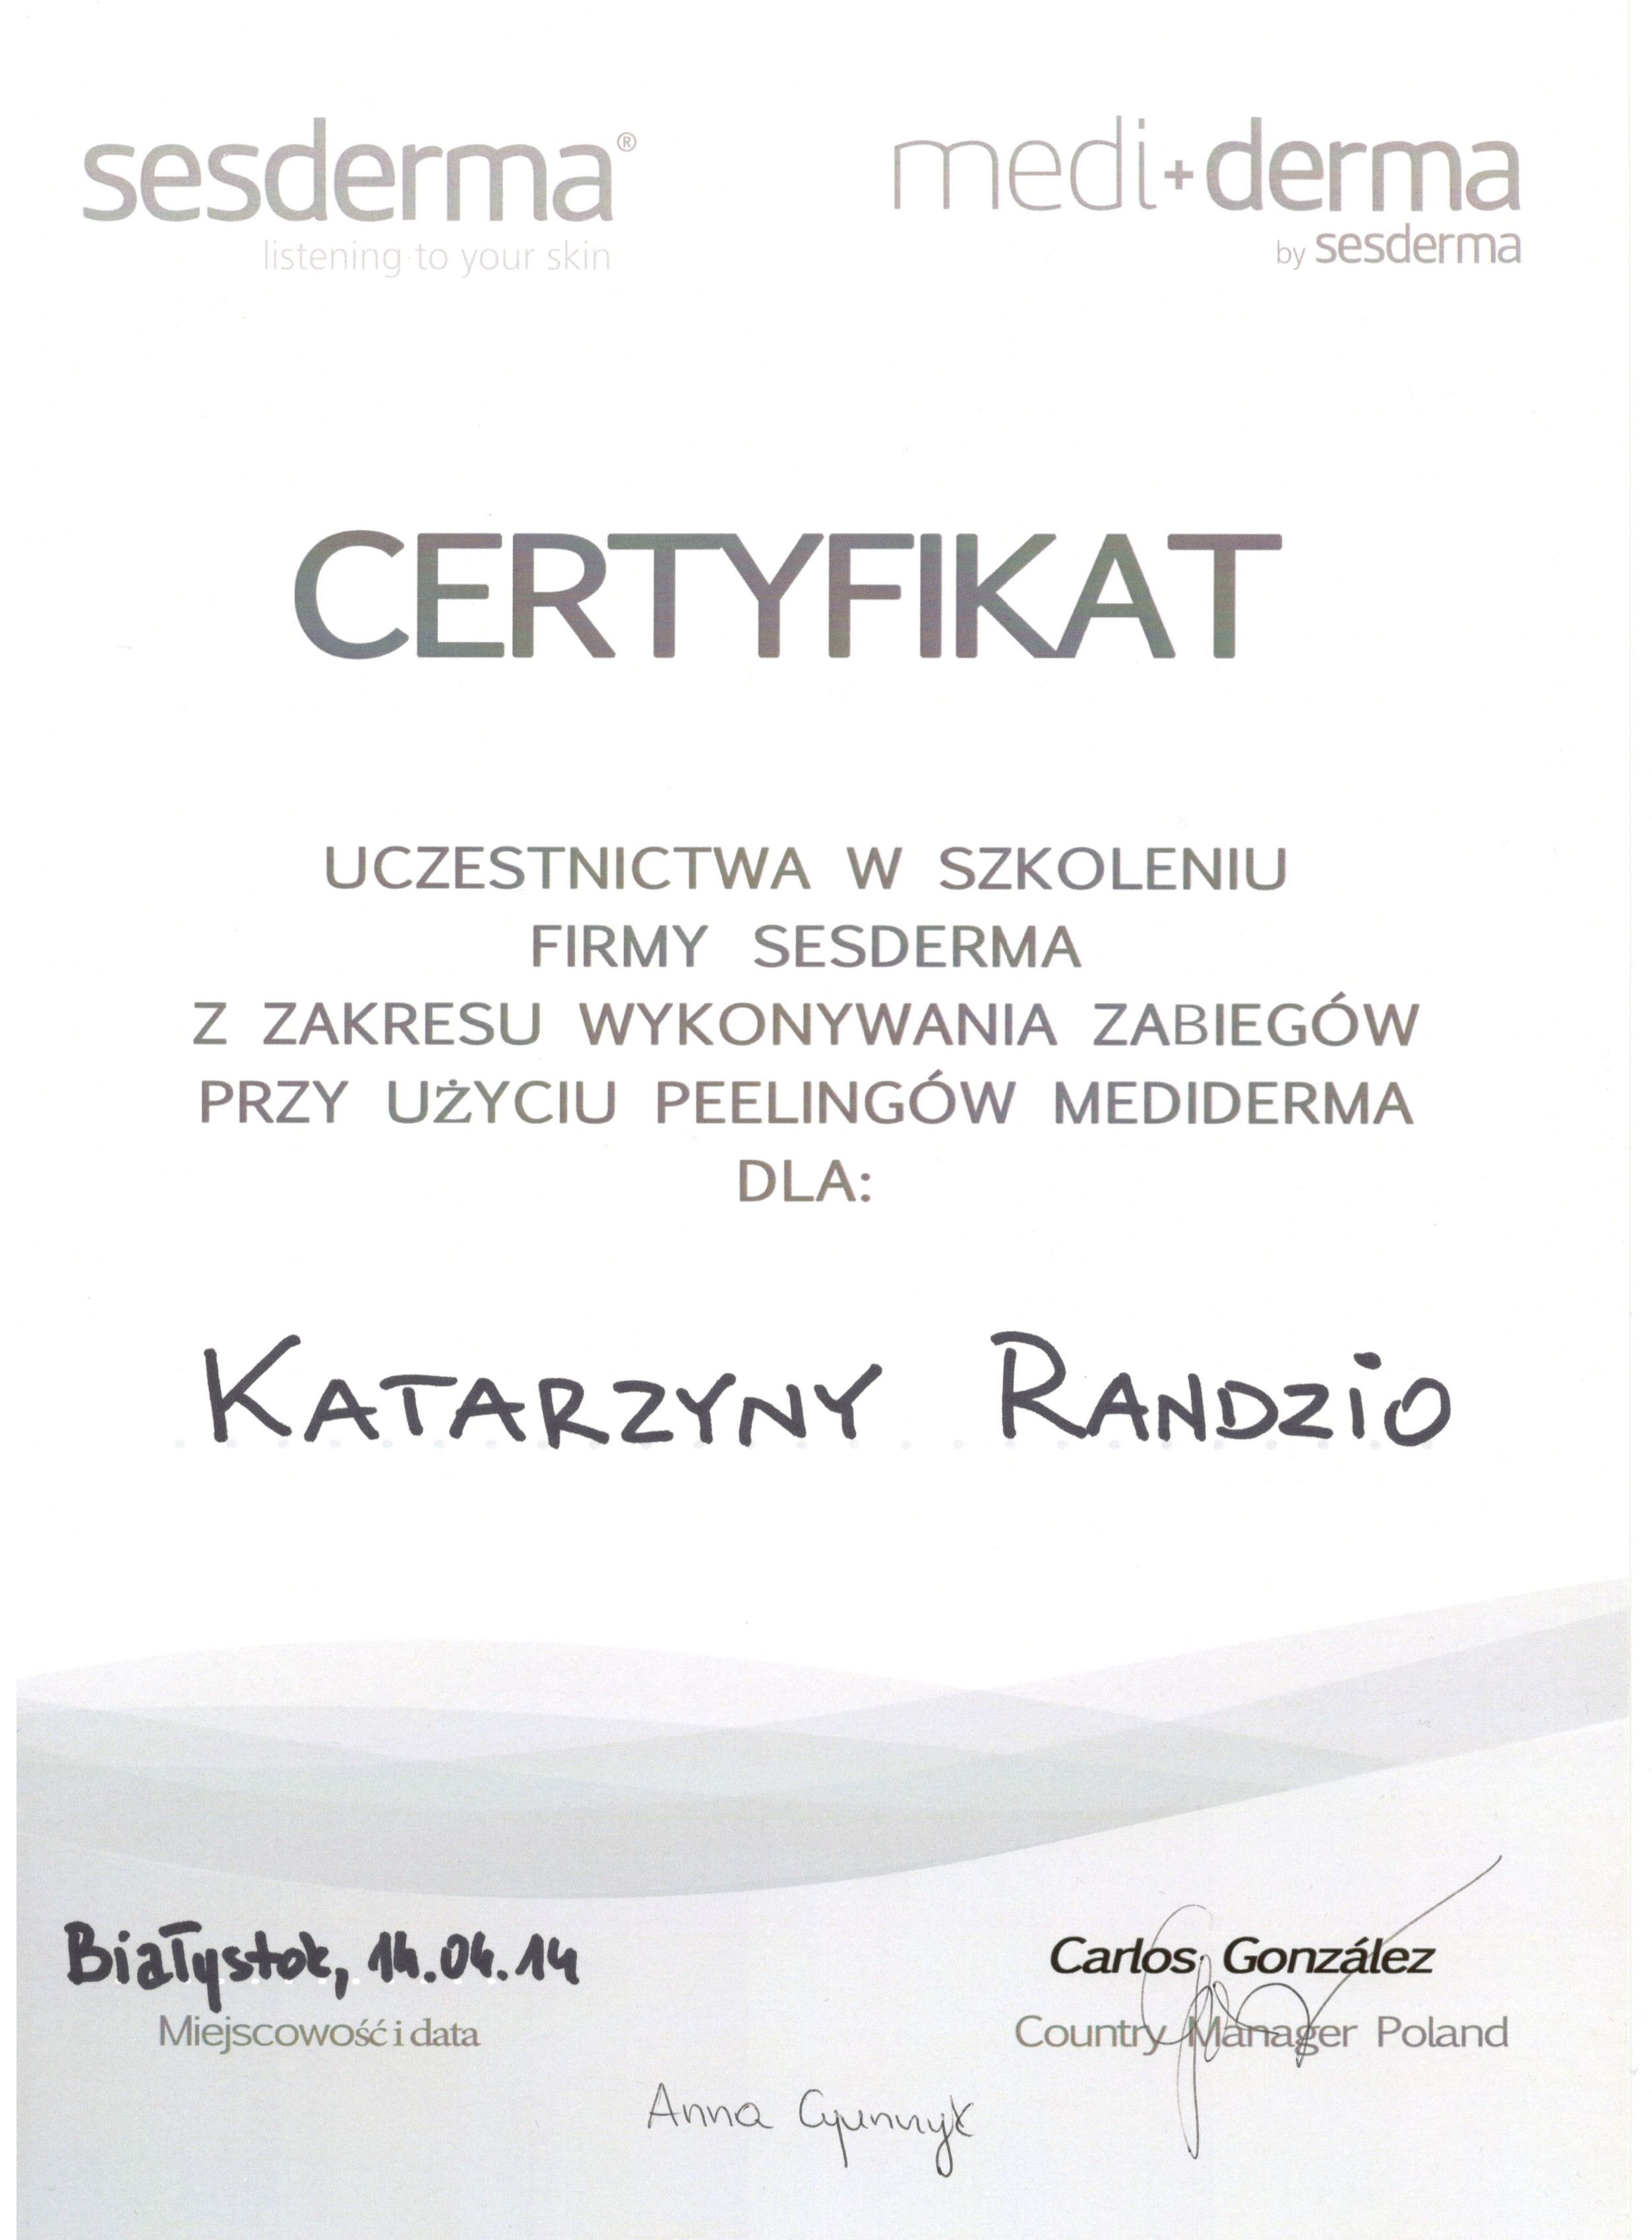 sesderma®
listening to your skin
medi+derma
by sesderma
CERTYFIKAT
UCZESTNICTWA W SZKOLENIU
FIRMY SESDERMA
Z ZAKRESU WYKONYWANIA ZABIEGÓW
PRZY UŻYCIU PEELINGÓW MEDIDERMA
DLA:
KATARZYNY RANDZIO
Białystok, 14.04.14
Miejscowość i data
Carlos González
Country Manager Poland
Anna